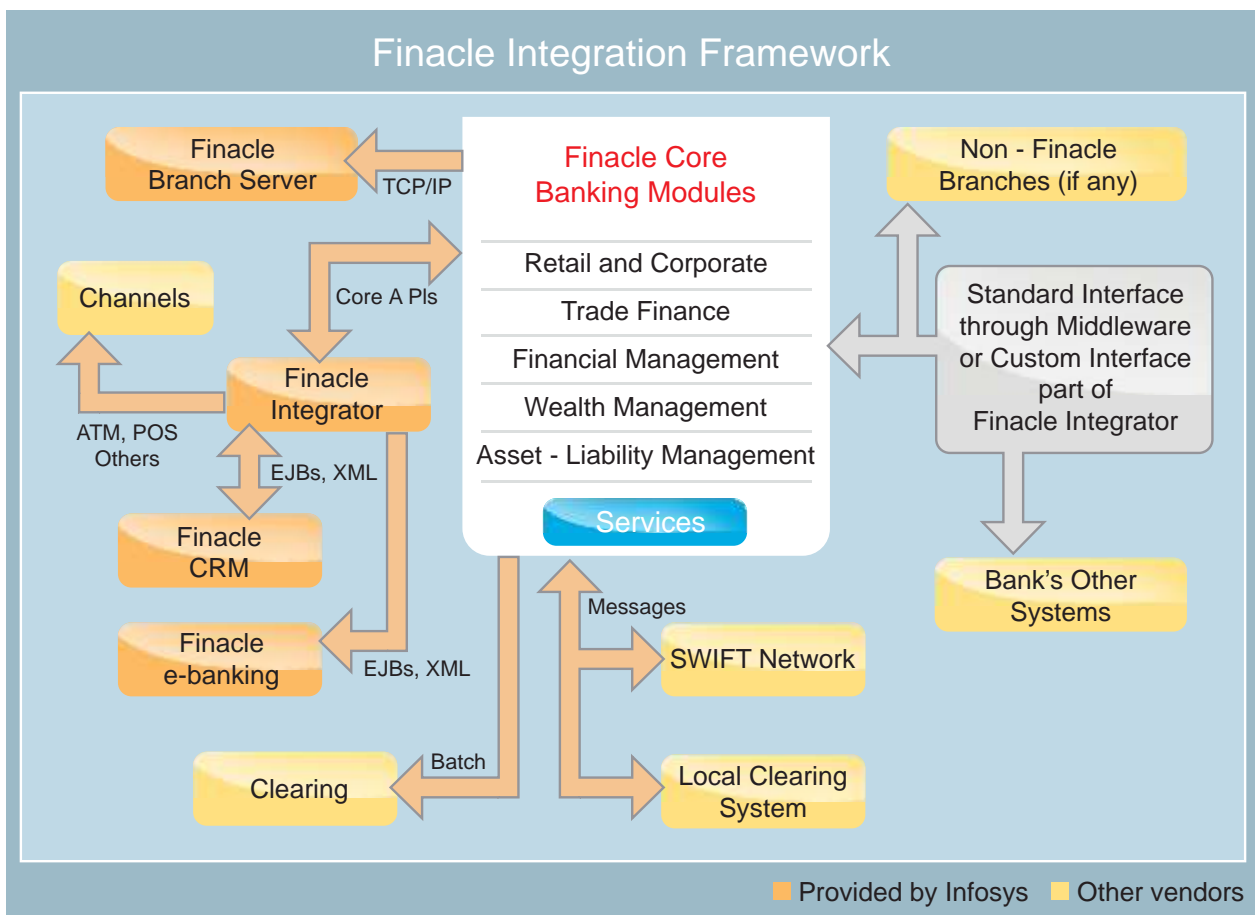 Finacle Integration Framework
Finacle
Branch Server
TCP/IP
Finacle Core
Banking Modules
Retail and Corporate
Trade Finance
Financial Management
Wealth Management
Asset - Liability Management
Services
Non - Finacle
Branches (if any)
Channels
Core A PIs
Standard Interface
through Middleware
or Custom Interface
part of
Finacle Integrator
Finacle
Integrator
ATM, POS
Others
EJBs, XML
Finacle
CRM
Finacle
e-banking
EJBs, XML
Messages
SWIFT Network
Bank's Other
Systems
Batch
Clearing
Local Clearing
System
Provided by Infosys
Other vendors